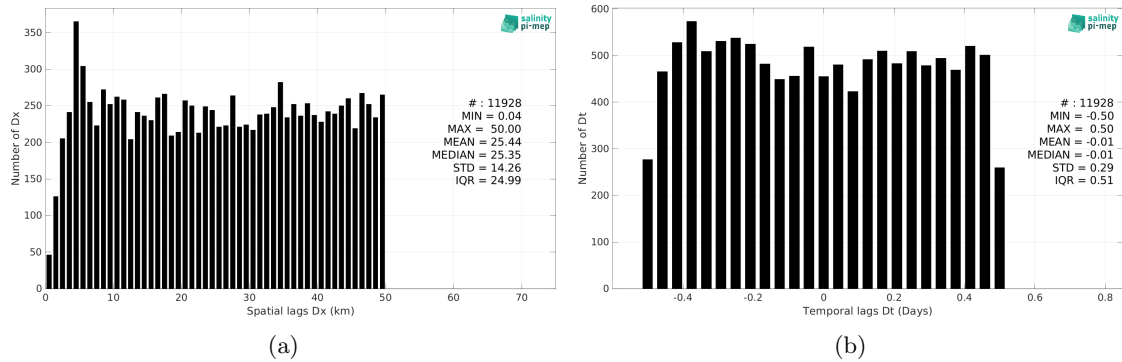 350
300
250
200
150
100
50
0
Number of Dx
0 10 20 30 40 50 60 70
Spatial lags Dx (km)
salinity
pi-mep
# : 11928
MIN = 0.04
MAX = 50.00
MEAN = 25.44
MEDIAN = 25.35
STD = 14.26
IQR = 24.99
(a)
600
500
400
300
200
100
0
Number of Dt
-0.4 -0.2 0 0.2 0.4 0.6 0.8
Temporal lags Dt (Days)
salinity
pi-mep
# : 11928
MIN = -0.50
MAX = 0.50
MEAN = -0.01
MEDIAN = -0.01
STD = 0.29
IQR = 0.51
(b)